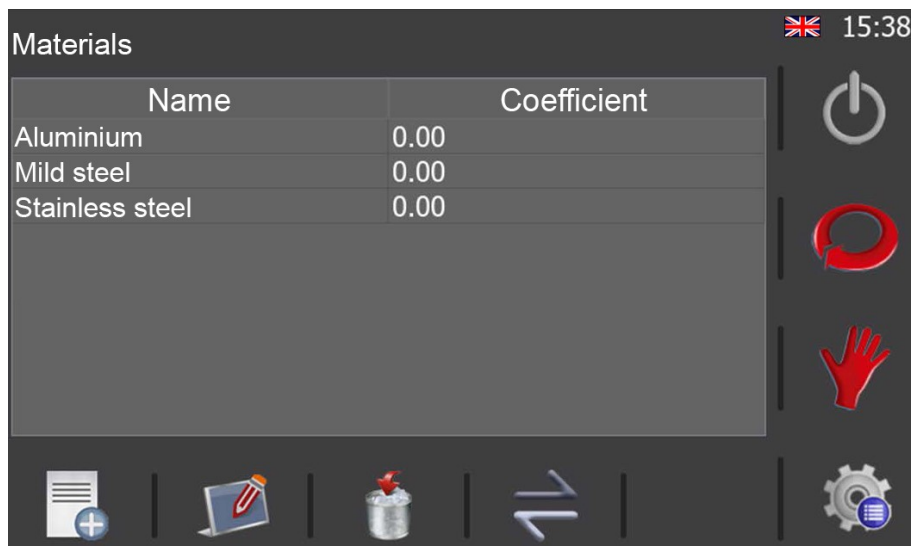 15:38
Materials
Name Coefficient
Aluminium 0.00
Mild steel 0.00
Stainless steel 0.00